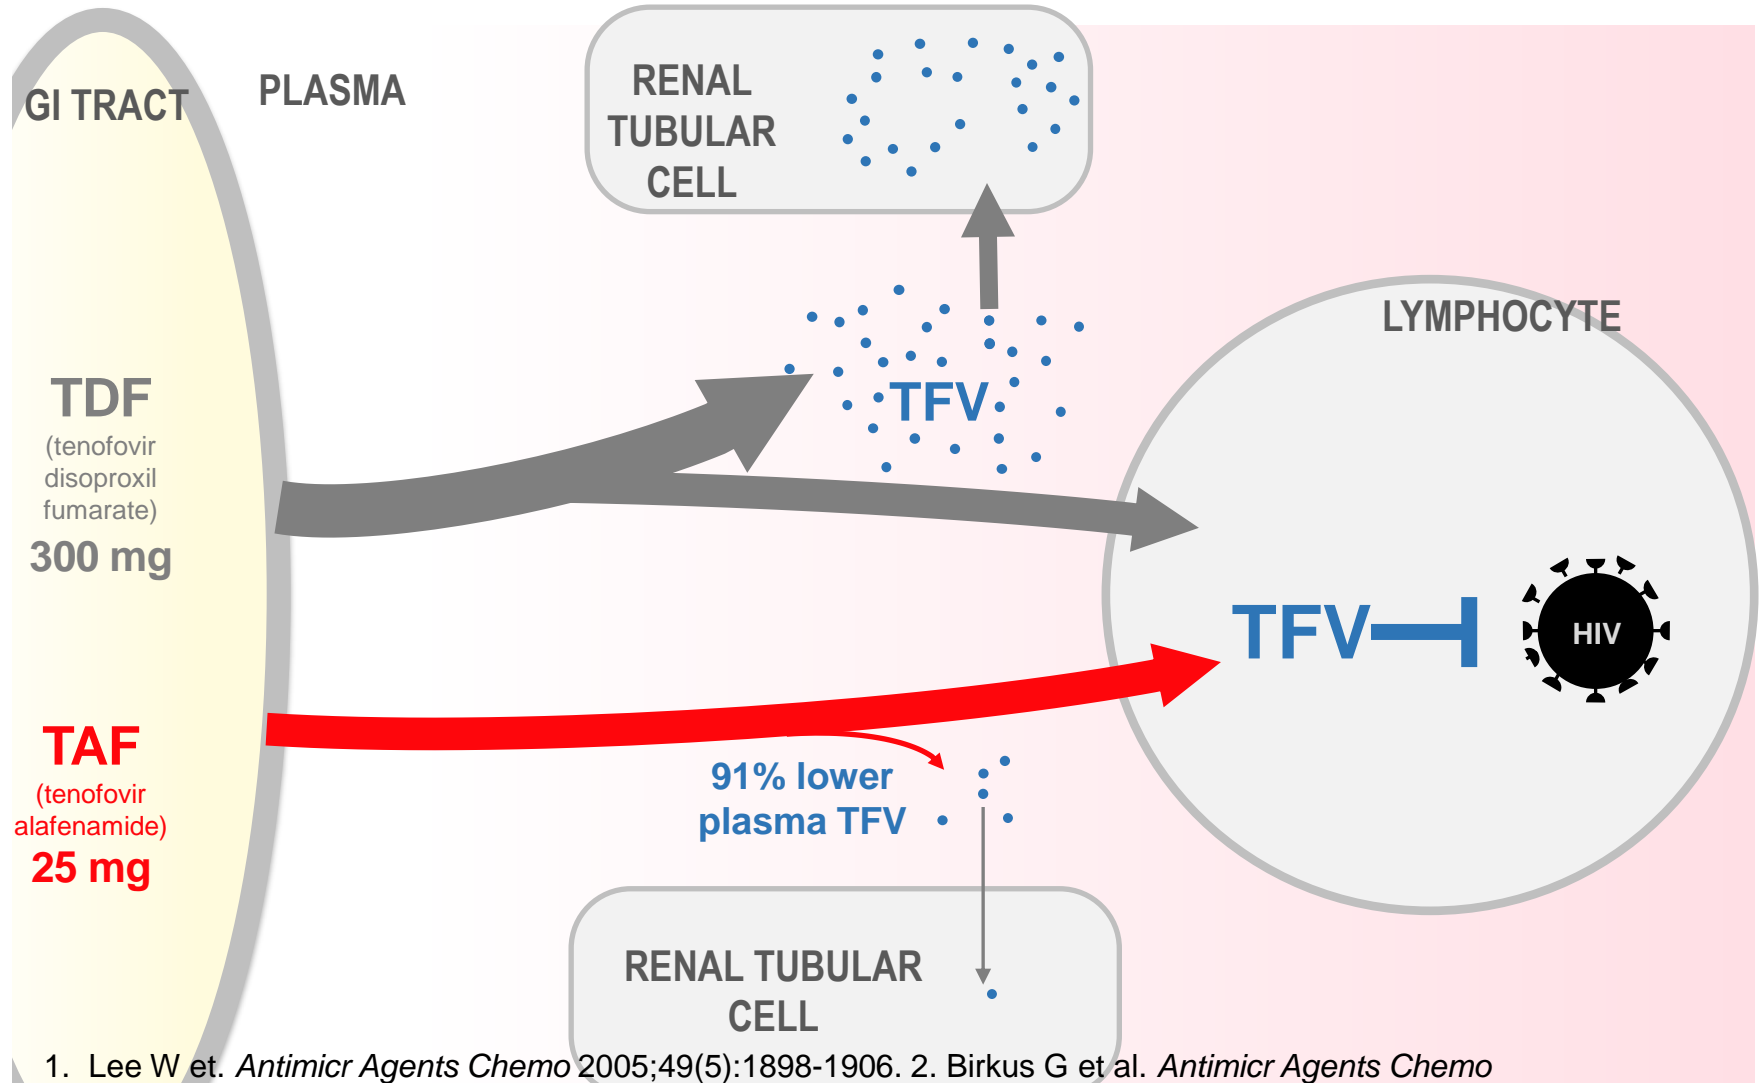 GI TRACT
PLASMA
RENAL
TUBULAR
CELL
LYMPHOCYTE
TDF
(tenofovir
disoproxil
fumarate)
300 mg
TFV
TFV
HIV
TAF
(tenofovir
alafenamide)
25 mg
91% lower
plasma TFV
RENAL TUBULAR
CELL
1. Lee W et. Antimicr Agents Chemo 2005;49(5):1898-1906. 2. Birkus G et al. Antimicr Agents Chemo